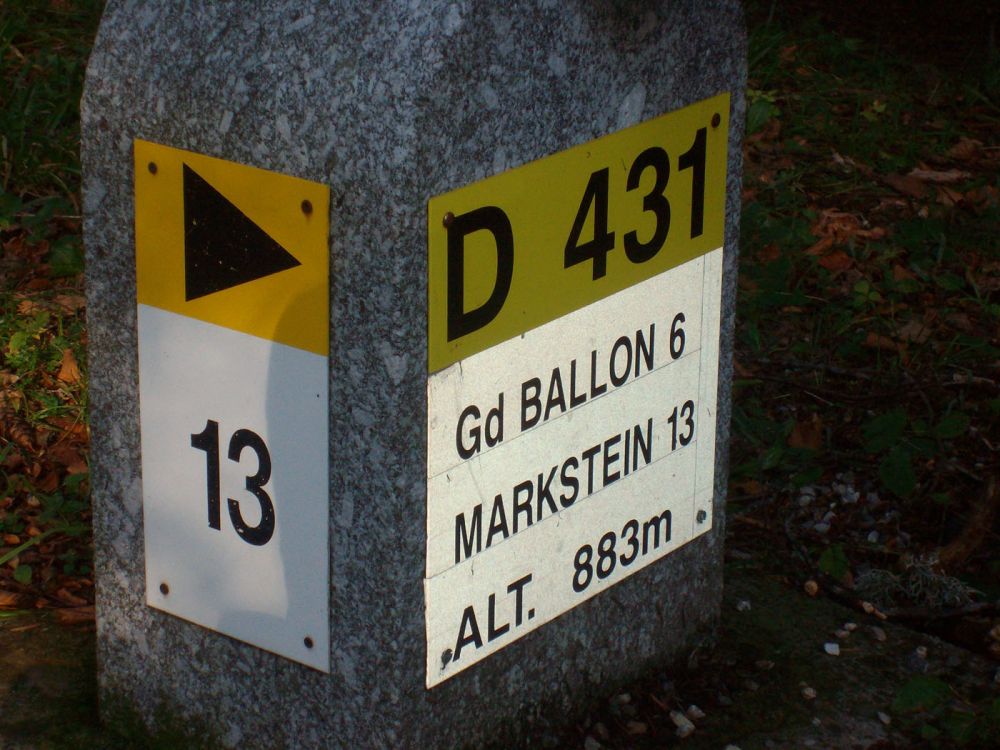 13
D 431
Gd BALLON 6
MARKSTEIN 13
ALT. 883m